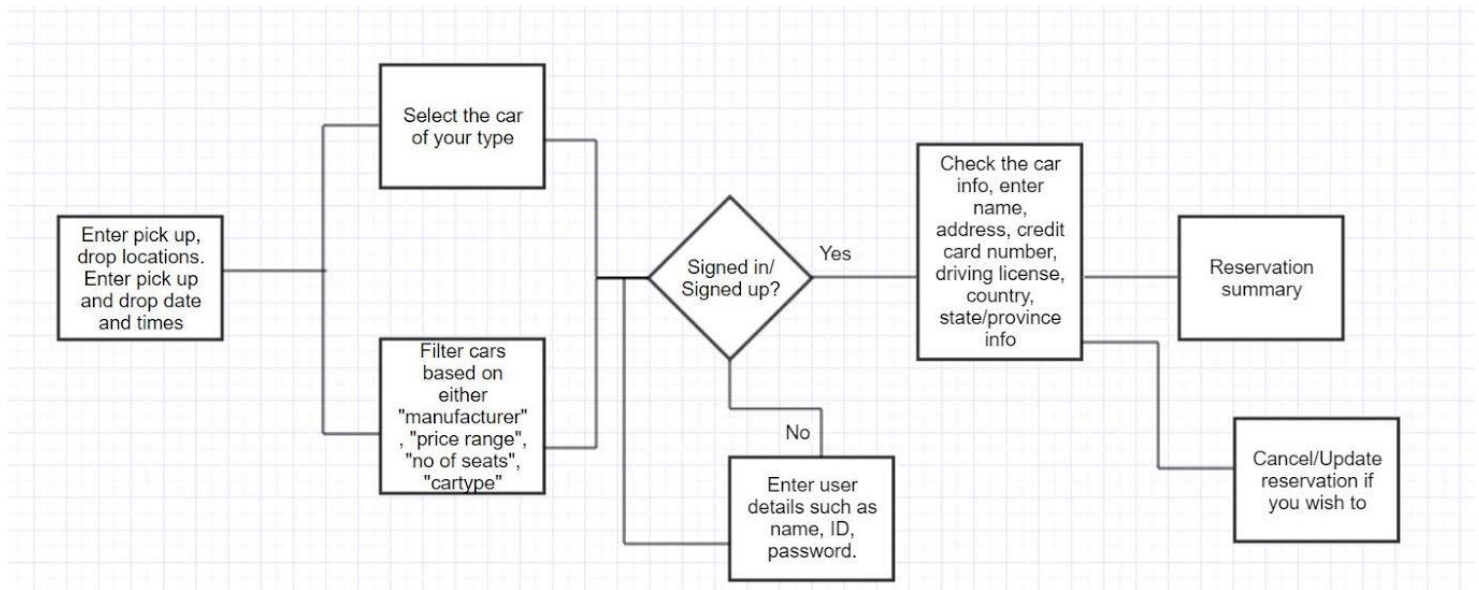 Enter pick up,
drop locations.
Enter pick up
and drop date
and times
Select the car
of your type
Filter cars
based on
either
"manufacturer"
, "price range",
"no of seats",
"cartype"
Signed in/
Signed up?
Yes
No
Enter user
details such as
name, ID,
password.
Check the car
info, enter
name,
address, credit
card number,
driving license,
country,
state/province
info
Reservation
summary
Cancel/Update
reservation if
you wish to